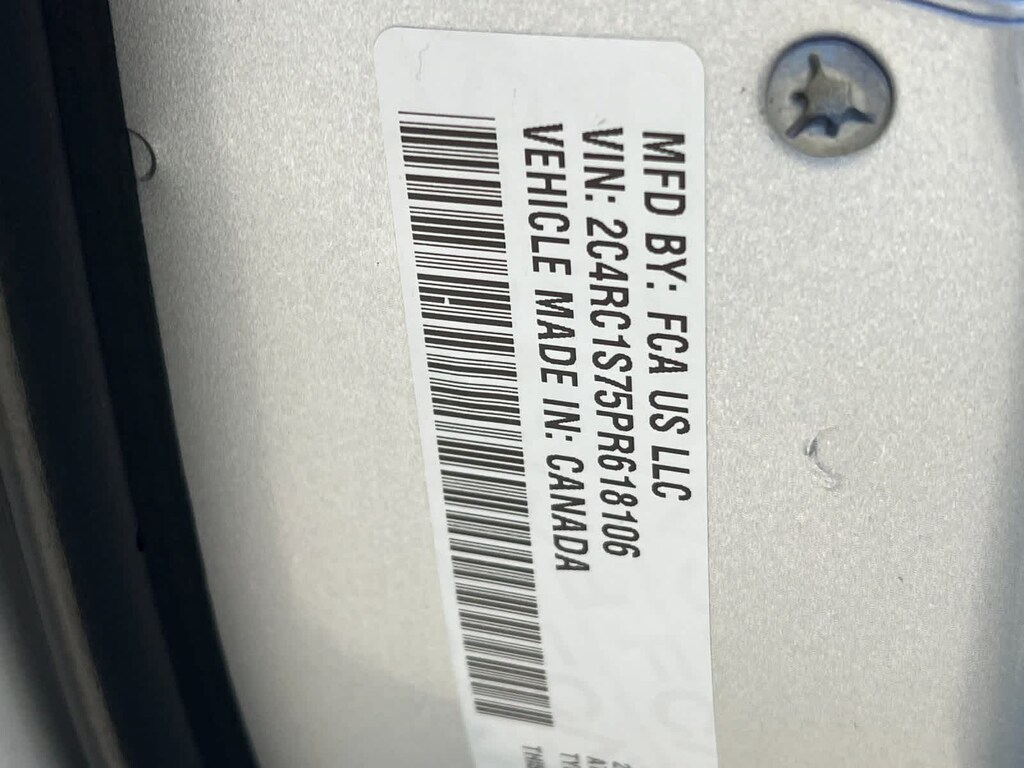 MFD BY: FCA US LLC
VIN: 2C4RC1S75PR618106
VEHICLE MADE IN: CANADA